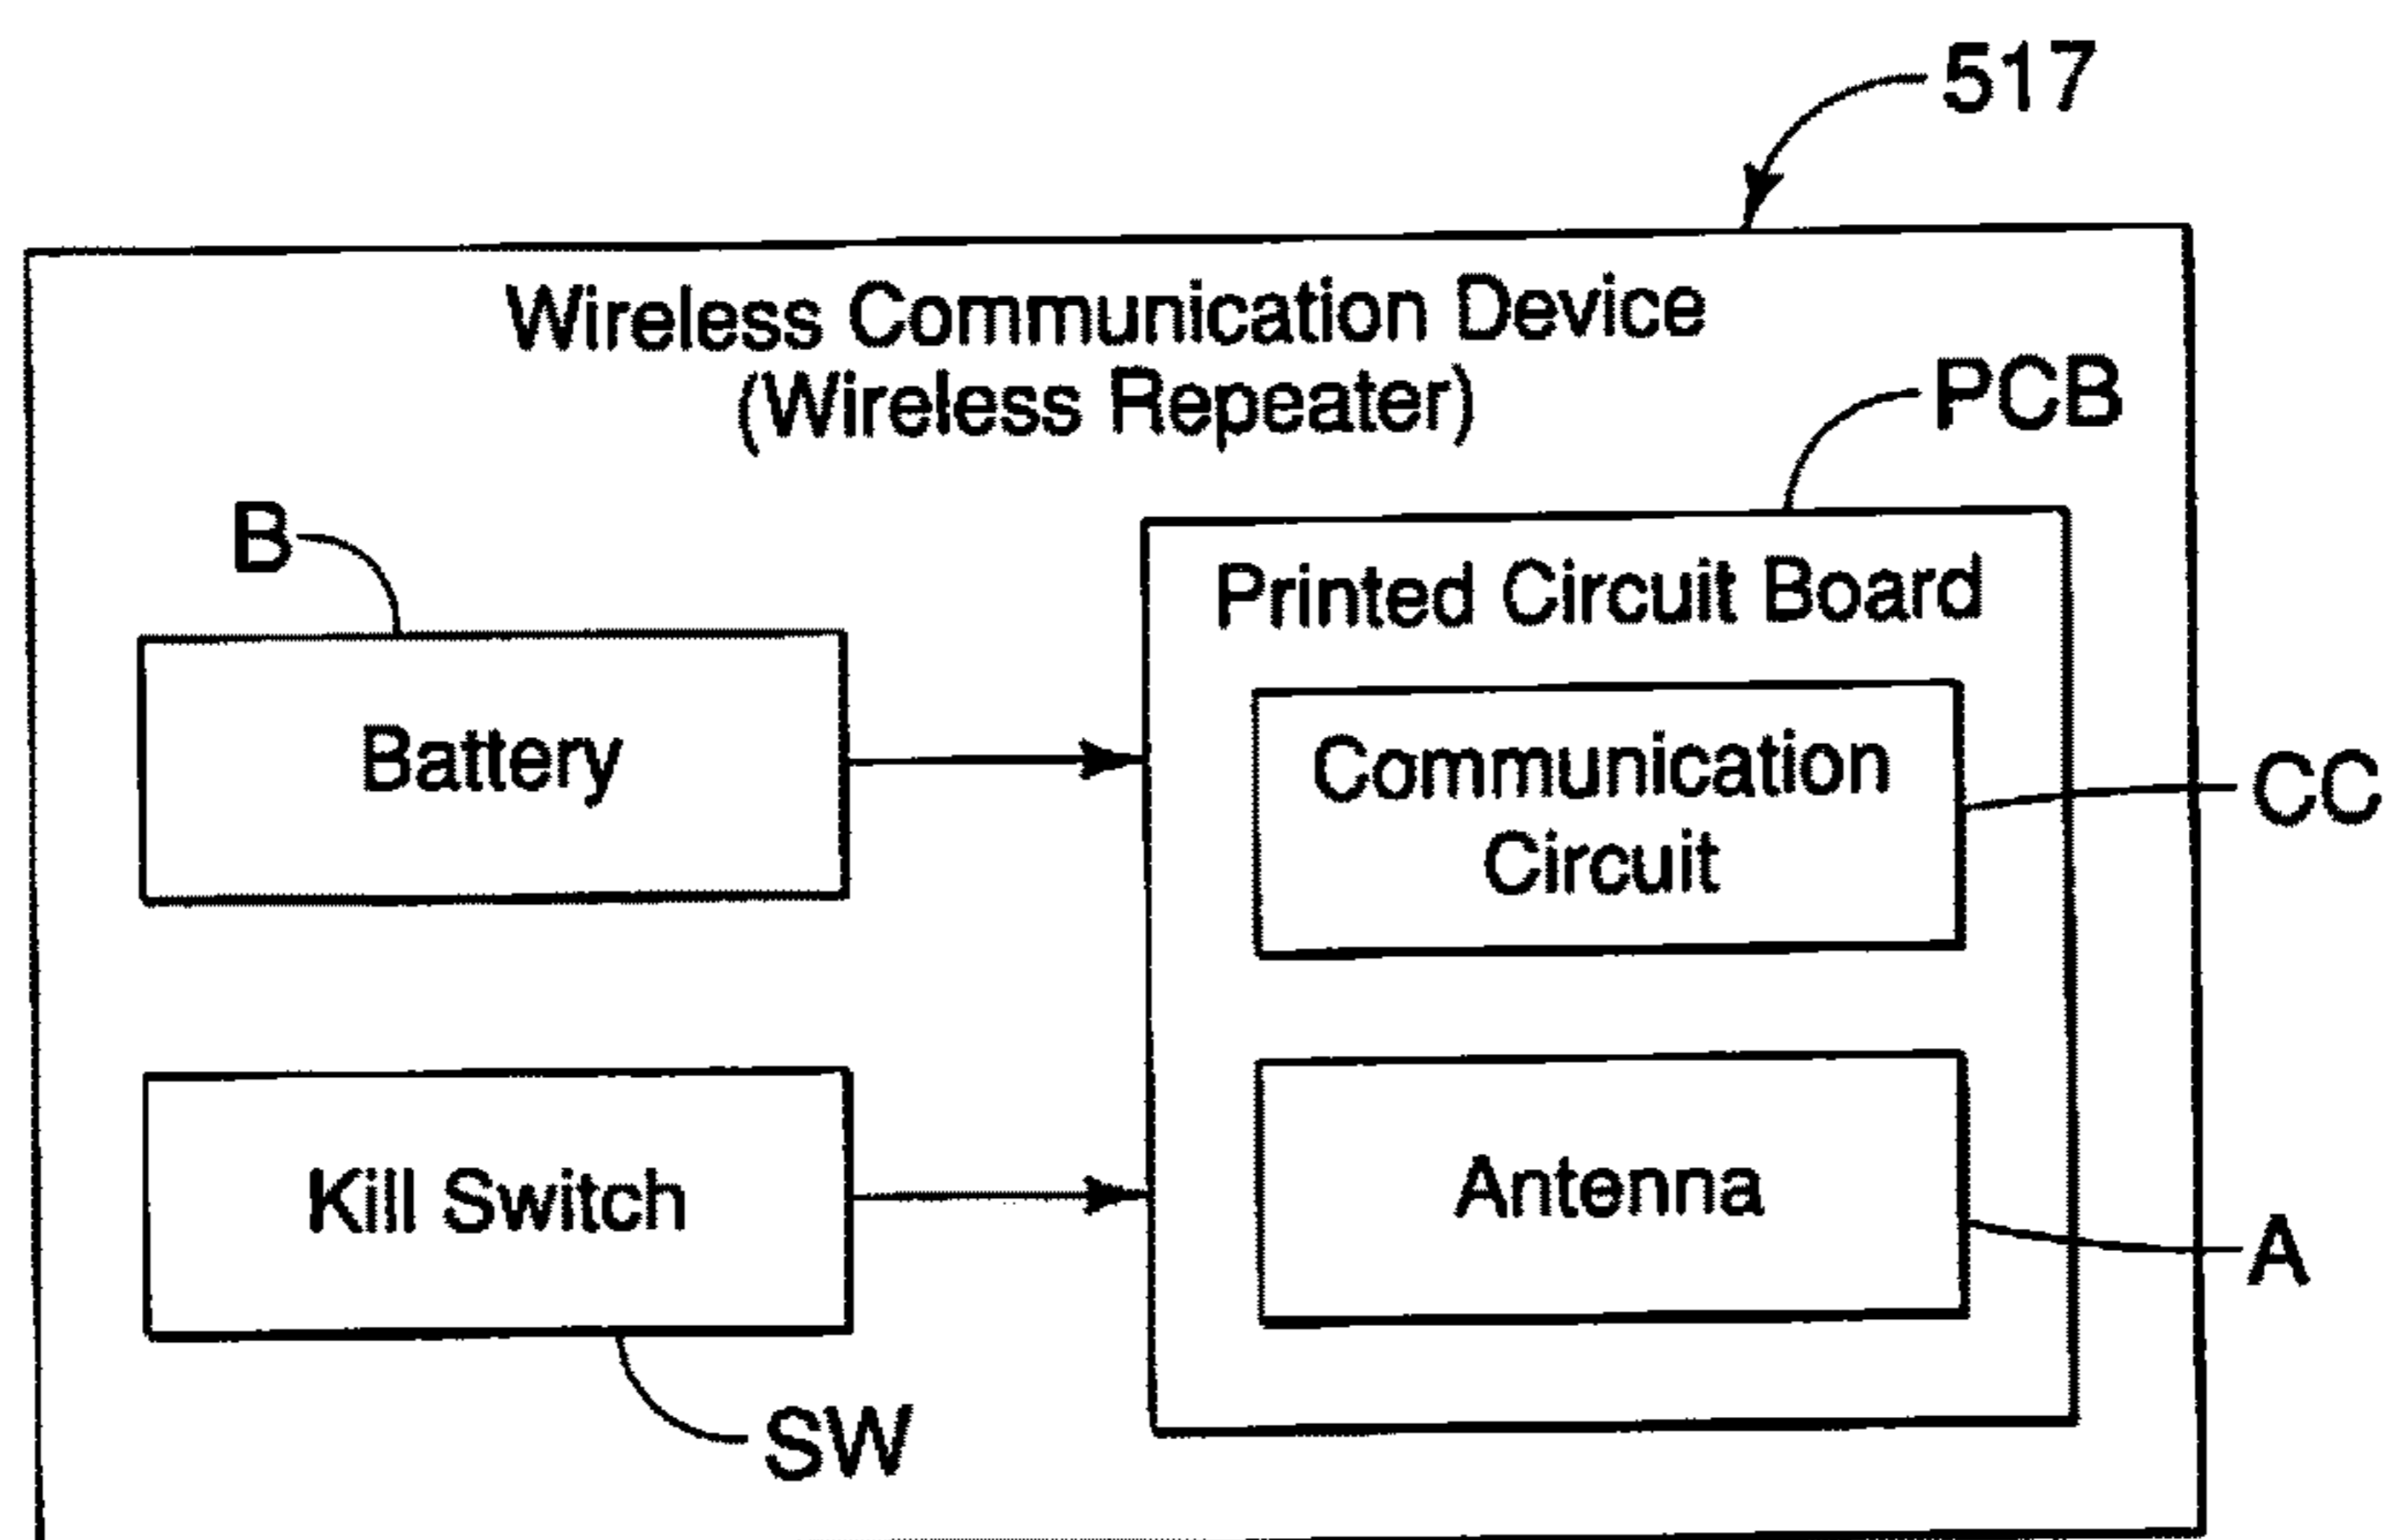 517
Wireless Communication Device
(Wireless Repeater)
PCB
B
Printed Circuit Board
Battery
Communication
Circuit
CC
Kill Switch
Antenna
A
SW